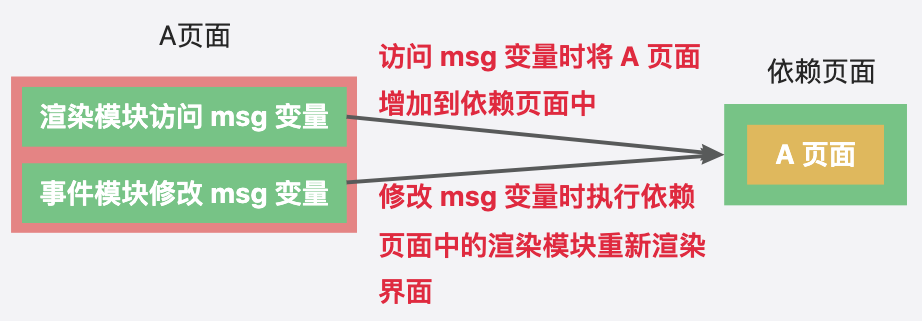 A页面
渲染模块访问 msg 变量
事件模块修改 msg 变量
访问 msg 变量时将 A 页面
增加到依赖页面中
修改 msg 变量时执行依赖
页面中的渲染模块重新渲染
界面
依赖页面
A 页面